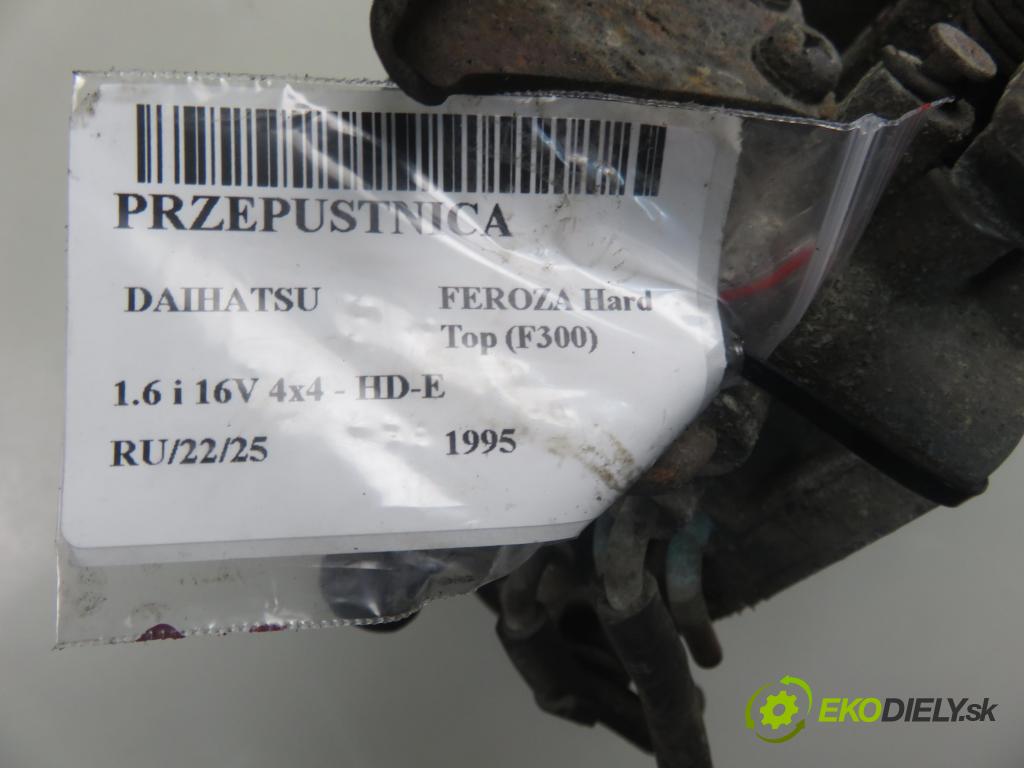 PRZEPUSTNICA
DAIHATSU FEROZA Hard
Top (F300)
1.6 i 16V 4x4 - HD-E
RU/22/25 1995
EKODIELY.sk